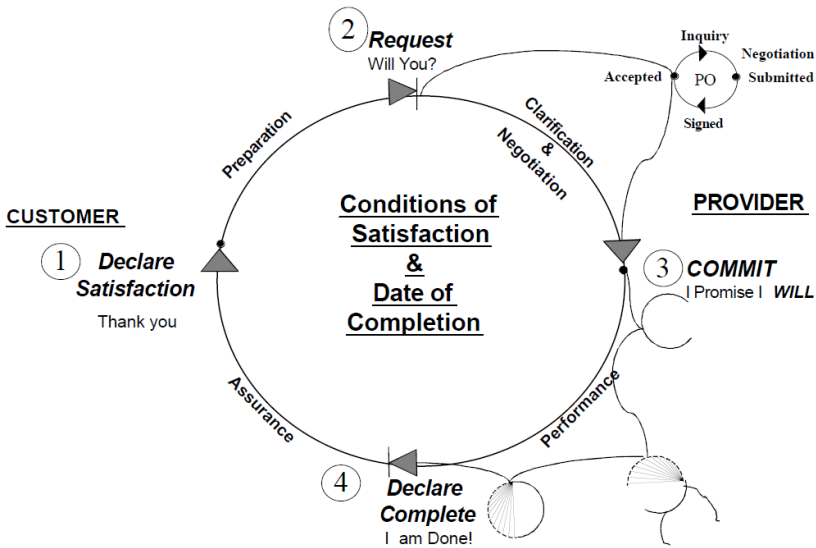 2
Request
Will You?
Inquiry
Negotiation
Accepted
PO
Submitted
Signed
Preparation
Clarification
&
Negotiation
CUSTOMER
PROVIDER
Conditions of
Satisfaction
&
Date of
Completion
1
Declare
Satisfaction
Thank you
3
COMMIT
I Promise I WILL
Assurance
Performance
4
Declare
Complete
I am Done!